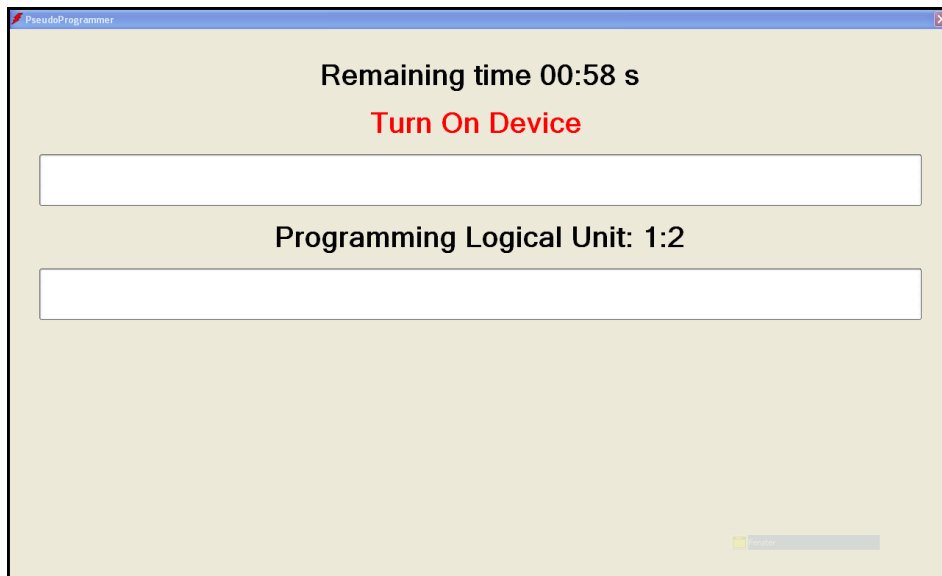 PseudoProgrammer
Remaining time 00:58 s
Turn On Device
Programming Logical Unit: 1:2